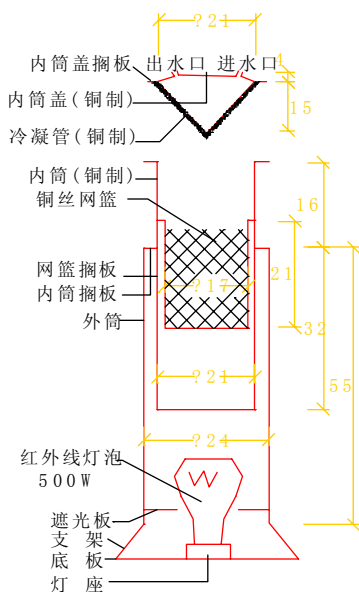 ?21
内筒盖搁板 出水口 进水口 4
内筒盖(铜制)
15
冷凝管(铜制)
内筒(铜制)
铜丝网篮
16
网篮搁板
?17
21
内筒搁板
外筒
32
?21
55
?24
红外线灯泡
500W
遮光板
支架
底板
灯座